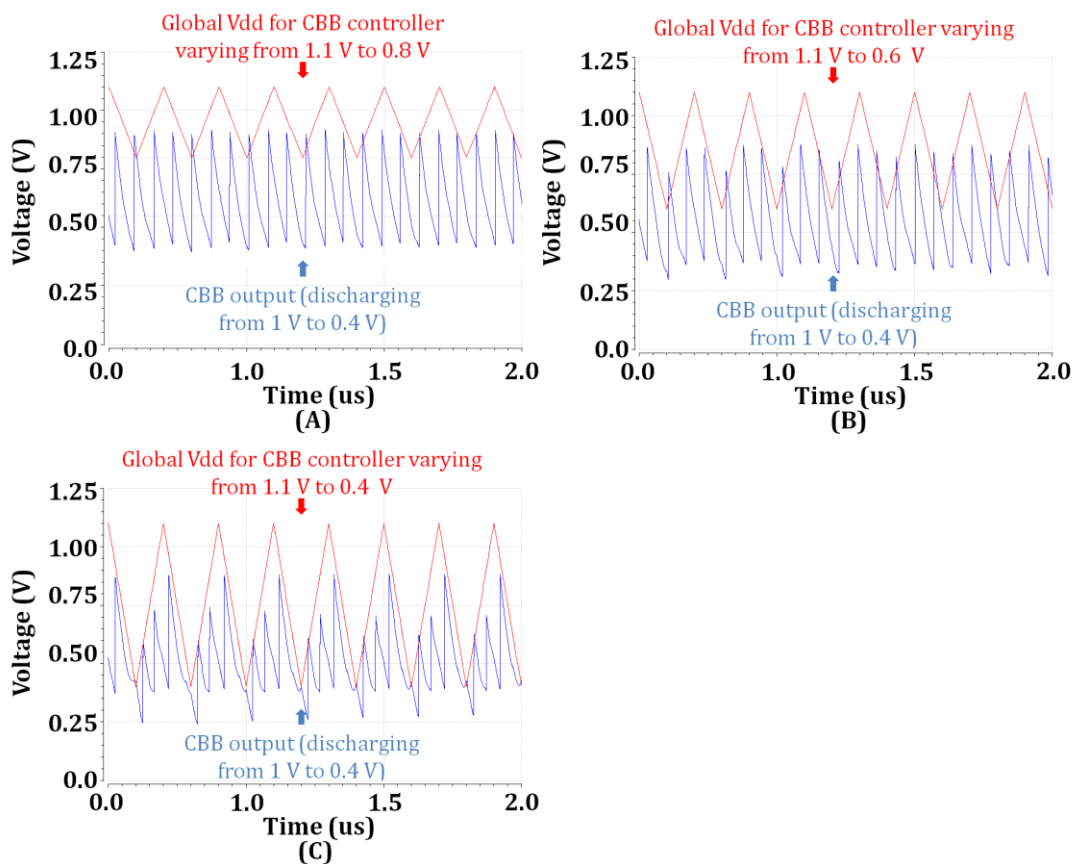 Global Vdd for CBB controller
varying from 1.1 V to 0.8 V
1.25
1.00
0.75
0.50
0.25
0.0
Voltage (V)
CBB output (discharging
from 1 V to 0.4 V)
0.0
1.0
1.5
2.0
Time (us)
(A)
Global Vdd for CBB controller varying
from 1.1 V to 0.6 V
1.25
1.00
0.75
0.50
0.25
0.0
Voltage (V)
CBB output (discharging
from 1 V to 0.4 V)
0.0
1.0
1.5
2.0
Time (us)
(B)
Global Vdd for CBB controller varying
from 1.1 V to 0.4 V
1.25
1.00
0.75
0.50
0.25
0.0
Voltage (V)
CBB output (discharging
from 1 V to 0.4 V)
0.0
1.0
1.5
2.0
Time (us)
(C)